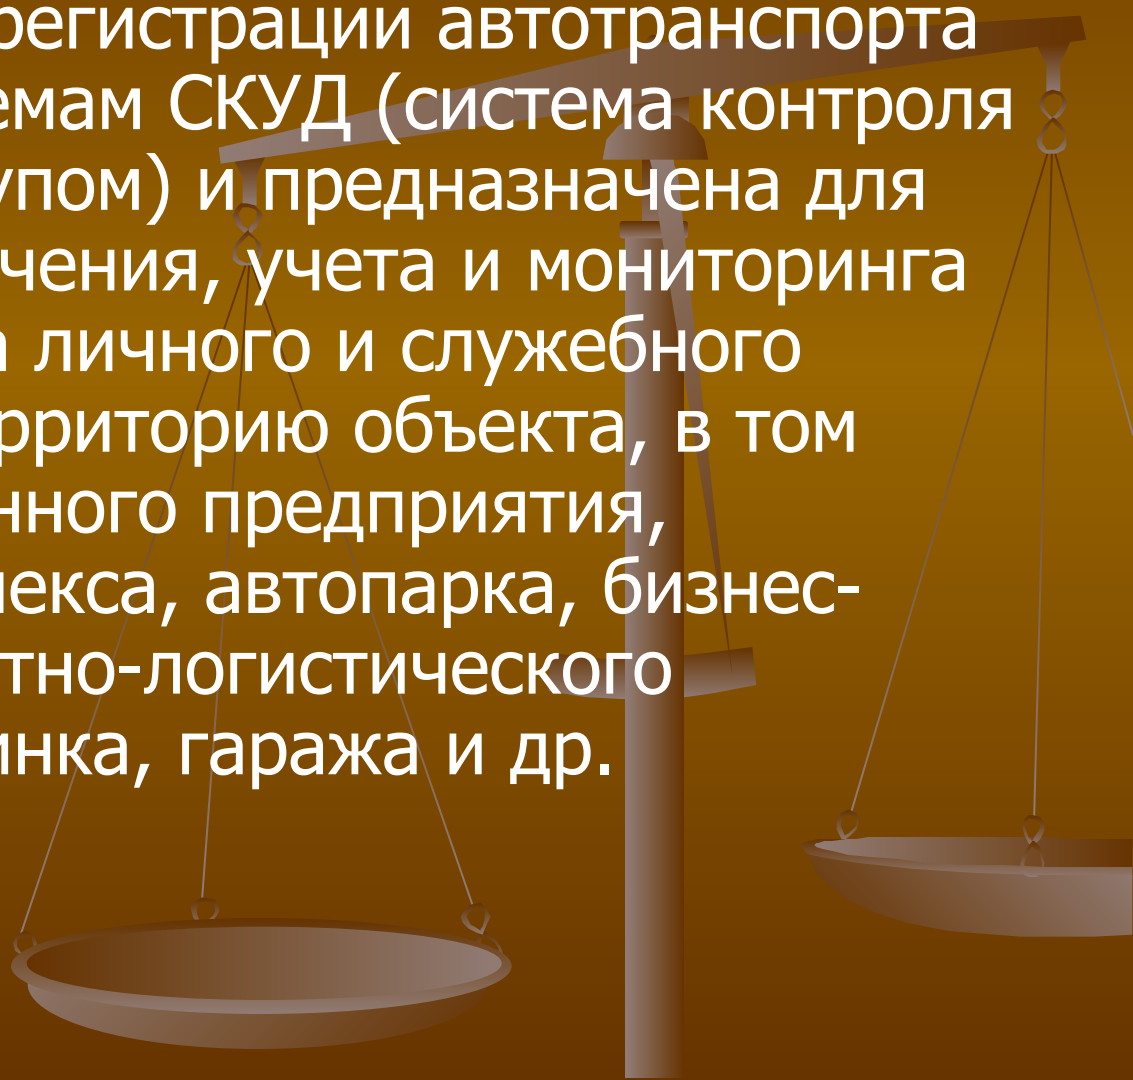 регистрации автотранспорта
емам СКУД (система контроля
упом) и предназначена для
чения, учета и мониторинга
а личного и служебного
рриторию объекта, в том
нного предприятия,
лекса, автопарка, бизнес-
тно-логистического
инка, гаража и др.